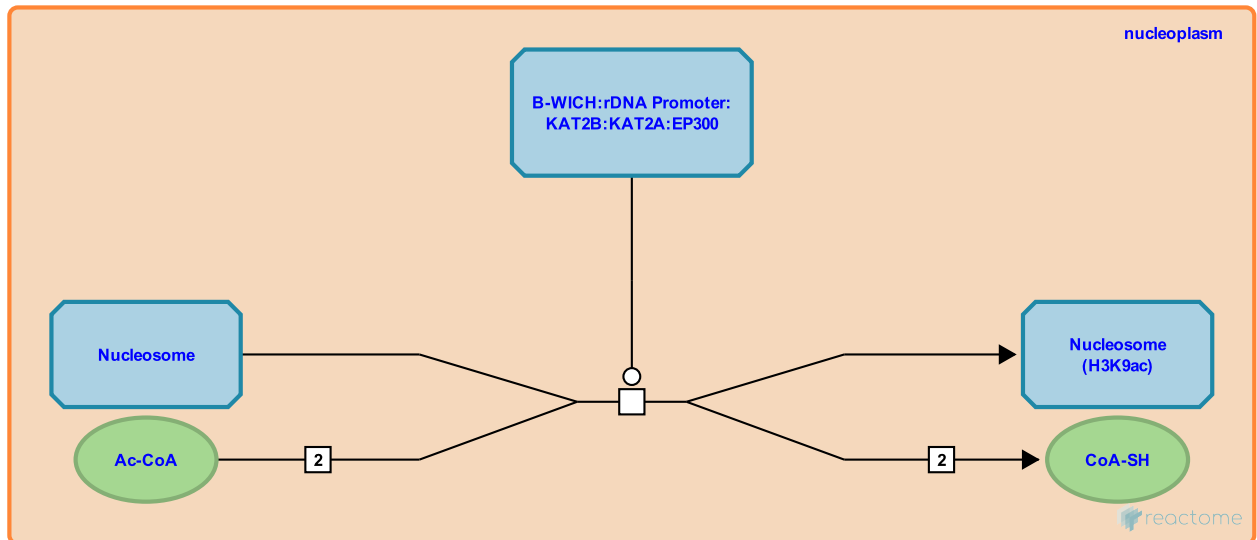 nucleoplasm
B-WICH:rDNA Promoter:
KAT2B:KAT2A:EP300
Nucleosome
Nucleosome
(H3K9ac)
Ac-CoA
2
2
CoA-SH
reactome